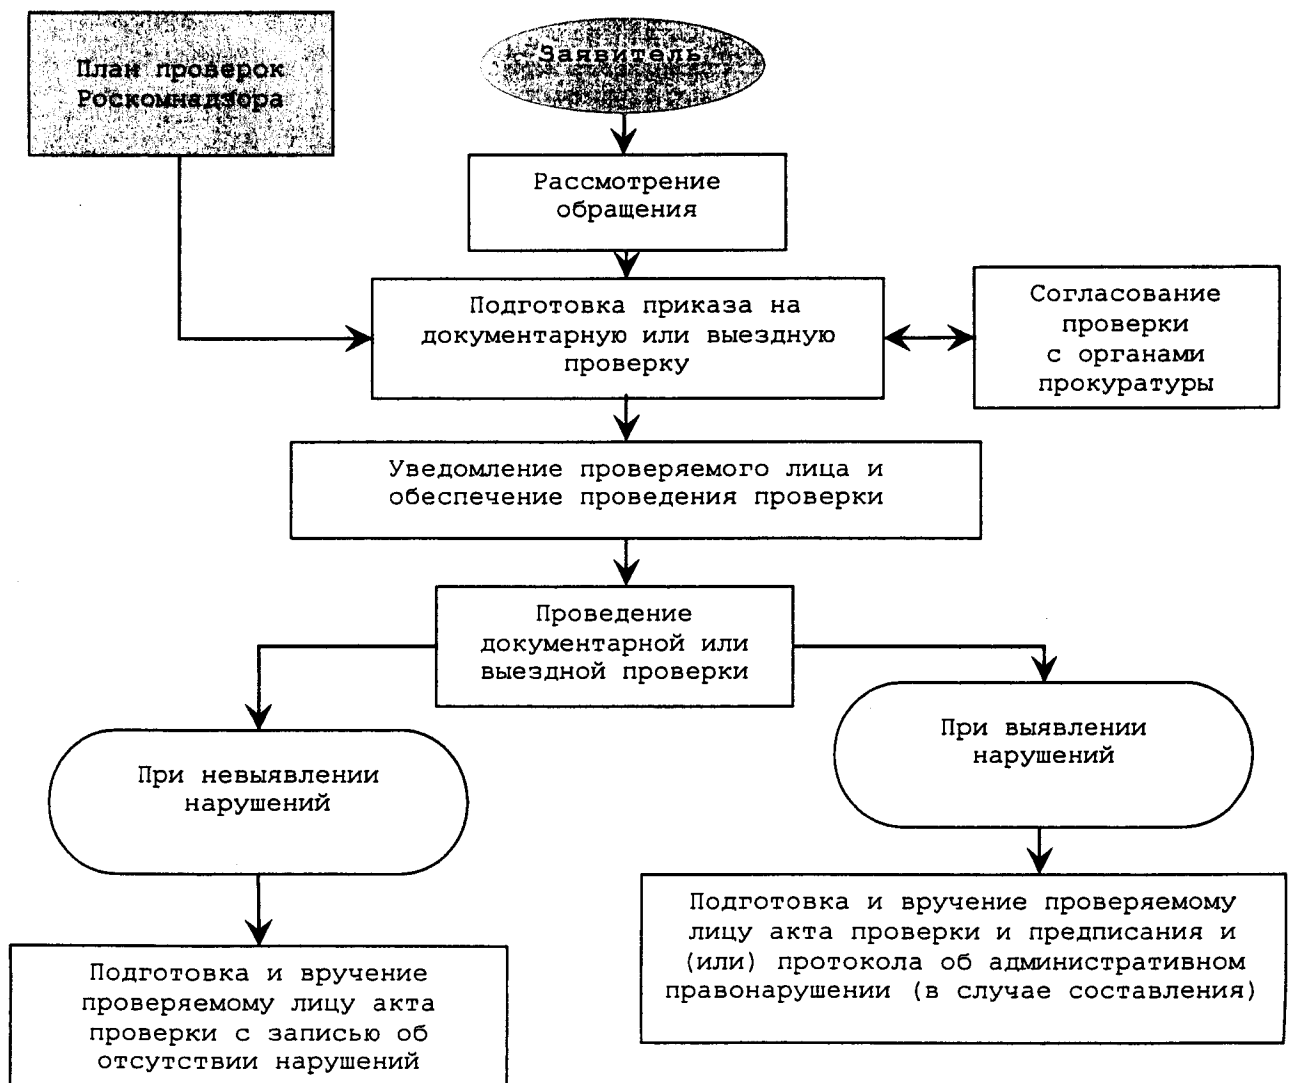 План проверок
Роскомнадзора
Заявитель
Рассмотрение
обращения
Подготовка приказа на
документарную или выездную
проверку
Согласование
проверки
с органами
прокуратуры
Уведомление проверяемого лица и
обеспечение проведения проверки
Проведение
документарной или
выездной проверки
При невыявлении
нарушений
При выявлении
нарушений
Подготовка и вручение проверяемому
лицу акта проверки и предписания и
(или) протокола об административном
правонарушении (в случае составления)
Подготовка и вручение
проверяемому лицу акта
проверки с записью об
отсутствии нарушений